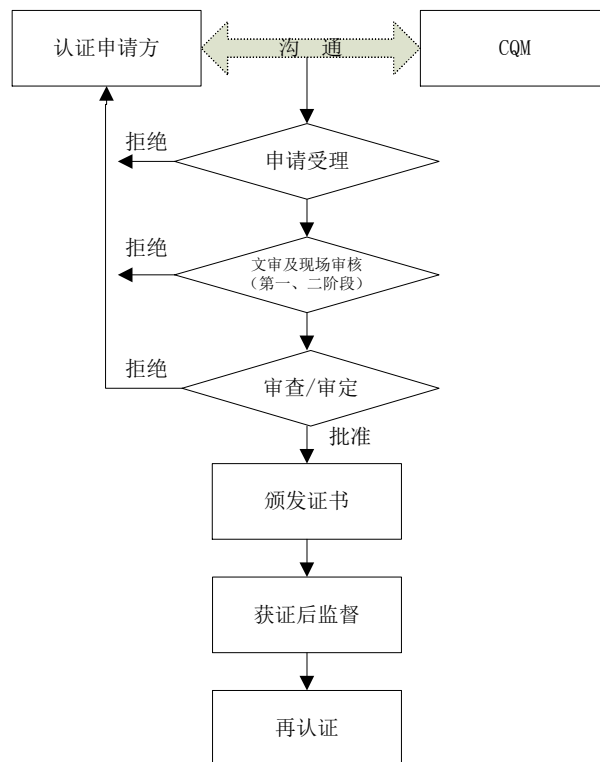 认证申请方
沟 通
CQM
拒绝
申请受理
拒绝
文审及现场审核
（第一、二阶段）
拒绝
审查/审定
批准
颁发证书
获证后监督
再认证